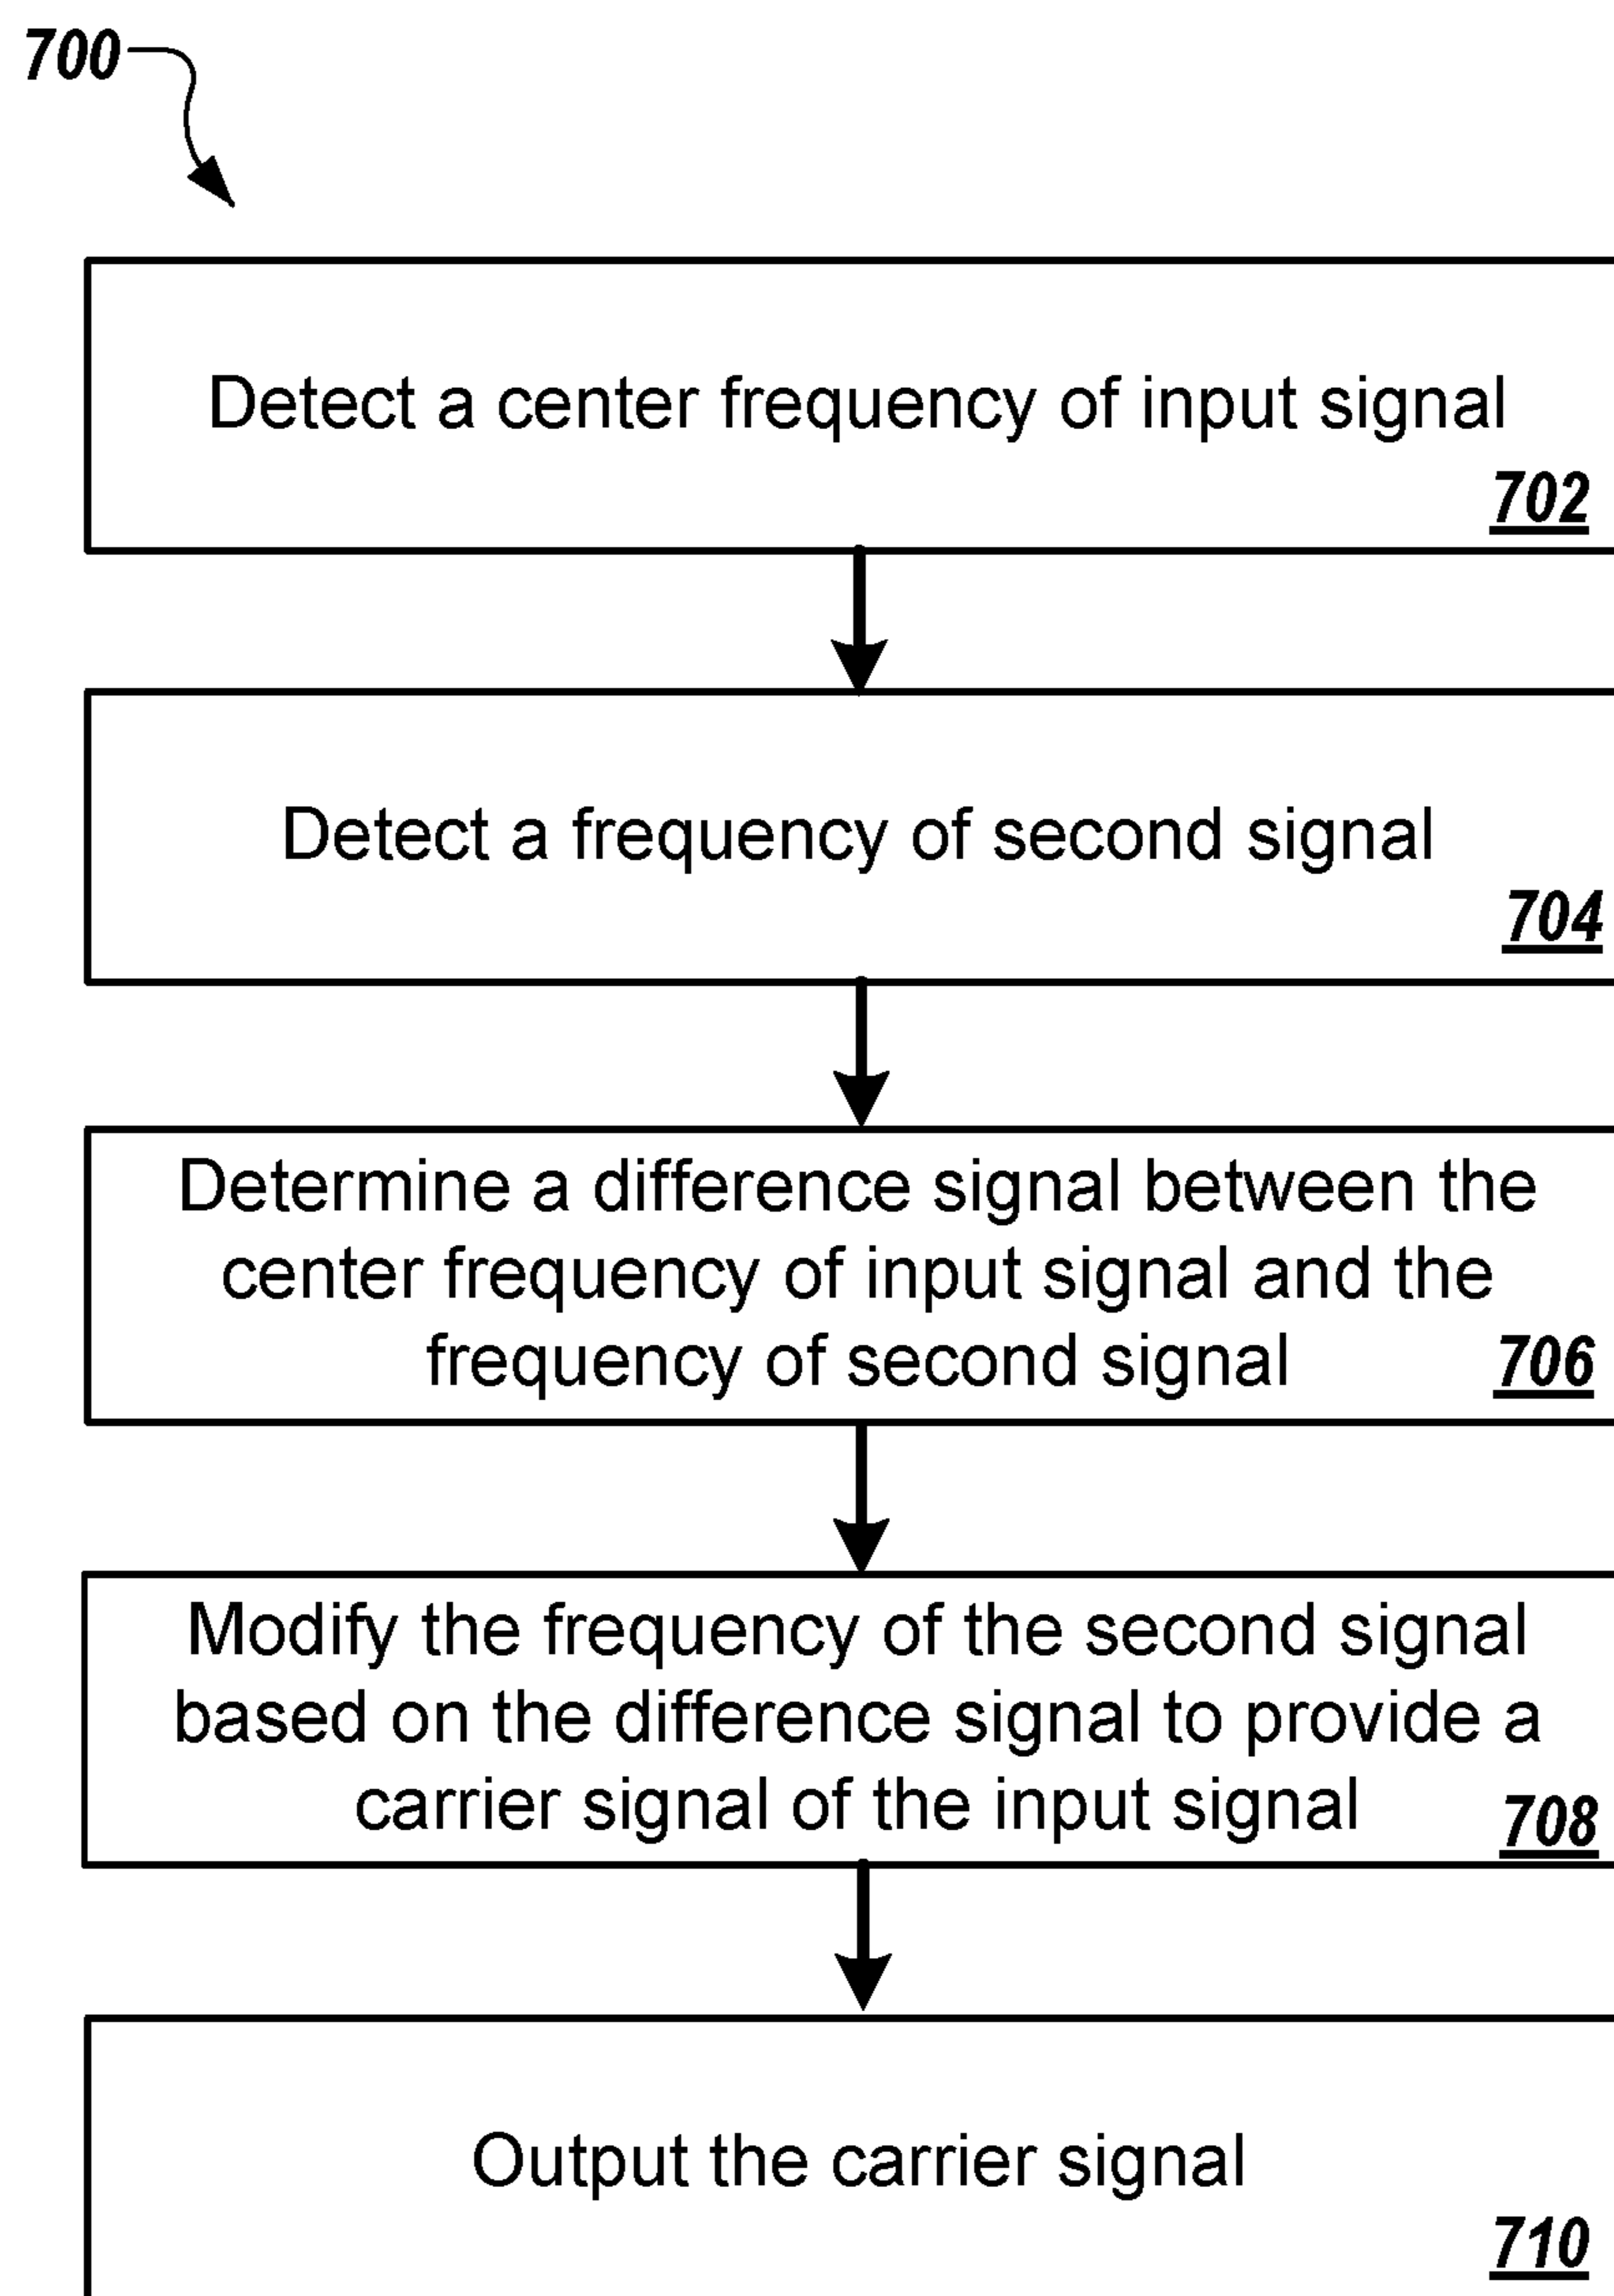 700
Detect a center frequency of input signal
702
Detect a frequency of second signal
704
Determine a difference signal between the
center frequency of input signal and the
frequency of second signal
706
Modify the frequency of the second signal
based on the difference signal to provide a
carrier signal of the input signal
708
Output the carrier signal
710